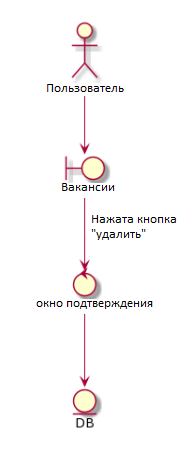 Пользователь
Вакансии
Нажата кнопка
"удалить"
окно подтверждения
DB